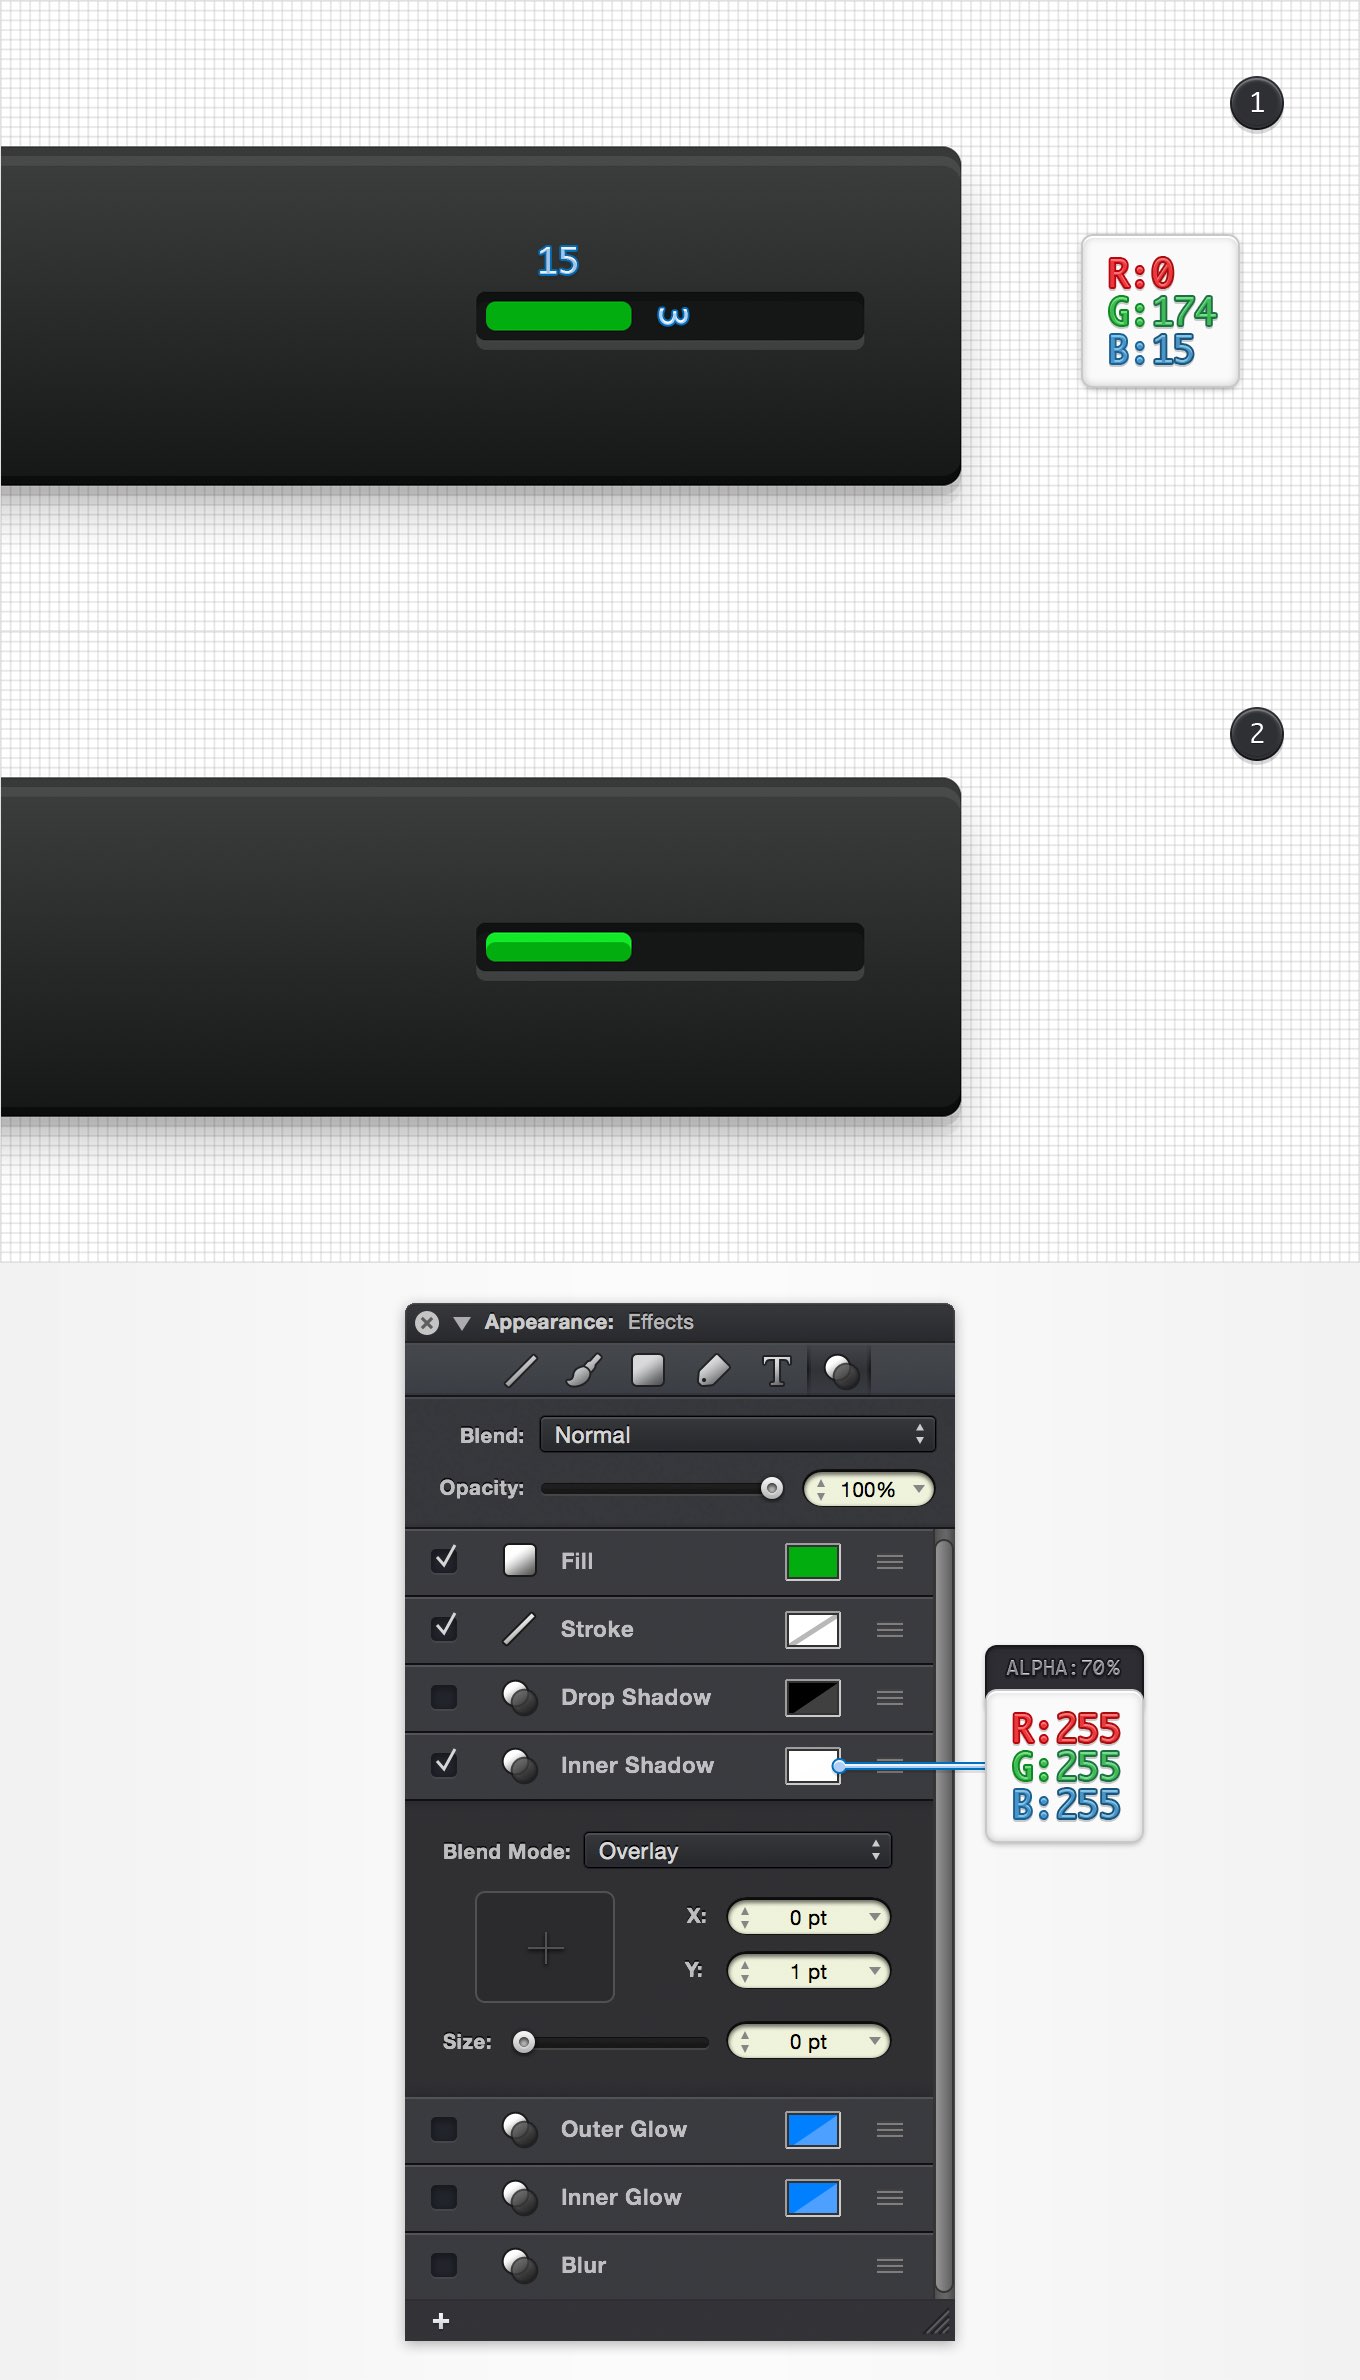 1
15
3
R:0
G:174
B:15
2
Appearance: Effects
T
Blend: Normal
Opacity: 100%
Fill
Stroke
Drop Shadow
Inner Shadow
ALPHA:70%
R:255
G:255
B:255
Blend Mode: Overlay
X: 0 pt
Y: 1 pt
Size: 0 pt
Outer Glow
Inner Glow
Blur
+